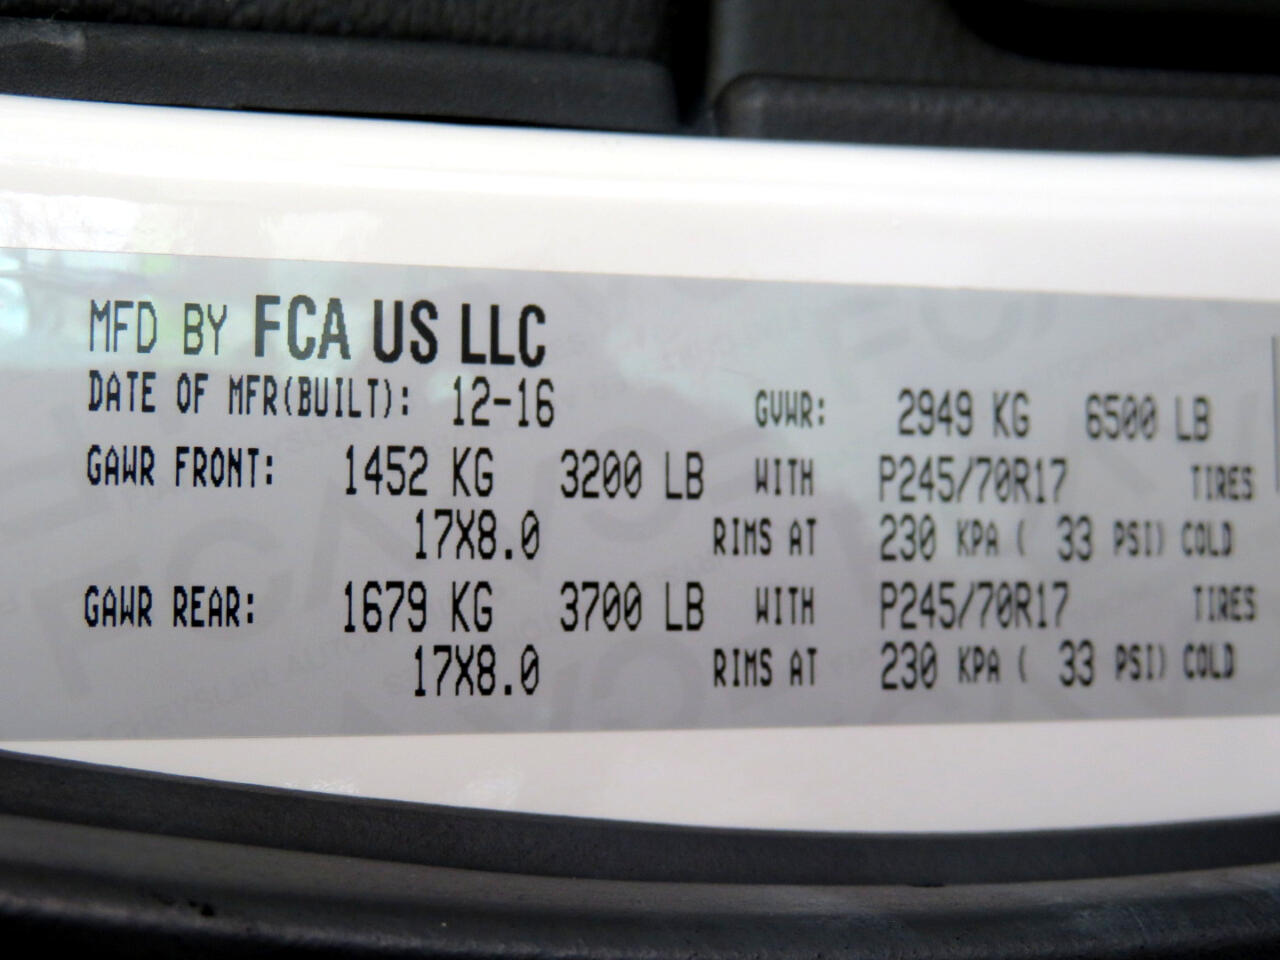 MFD BY FCA US LLC
DATE OF MFR(BUILT): 12-16 GVWR: 2949 KG 6500 LB
GAWR FRONT: 1452 KG 3200 LB WITH P245/70R17 TIRES
17X8.0 RIMS AT 230 KPA ( 33 PSI) COLD
GAWR REAR: 1679 KG 3700 LB WITH P245/70R17 TIRES
17X8.0 RIMS AT 230 KPA ( 33 PSI) COLD